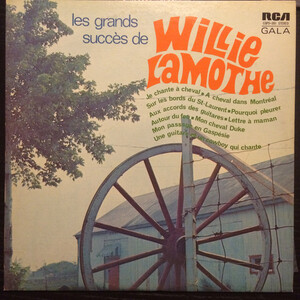 les grands
succès de
WILLIE
LAMOTHE
RCA
GALA
Je chante à cheval • A cheval dans Montréal
Sur les bords du St-Laurent • Pourquoi pleurer
Aux accords des guitares • Lettre à maman
Autour du feu • Mon cheval Duke
Mon passage en Gaspésie
Une guitare cowboy qui chante